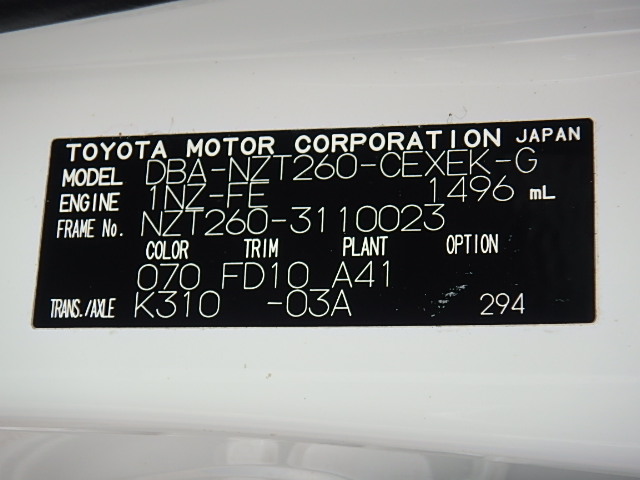 TOYOTA MOTOR CORPORATION JAPAN
MODEL DBA-NZT260-CEXEK-G
ENGINE 1NZ-FE 1496 mL
FRAME No. NZT260-3110023
COLOR TRIM PLANT OPTION
070 FD10 A41
TRANS./AXLE K310 -03A 294